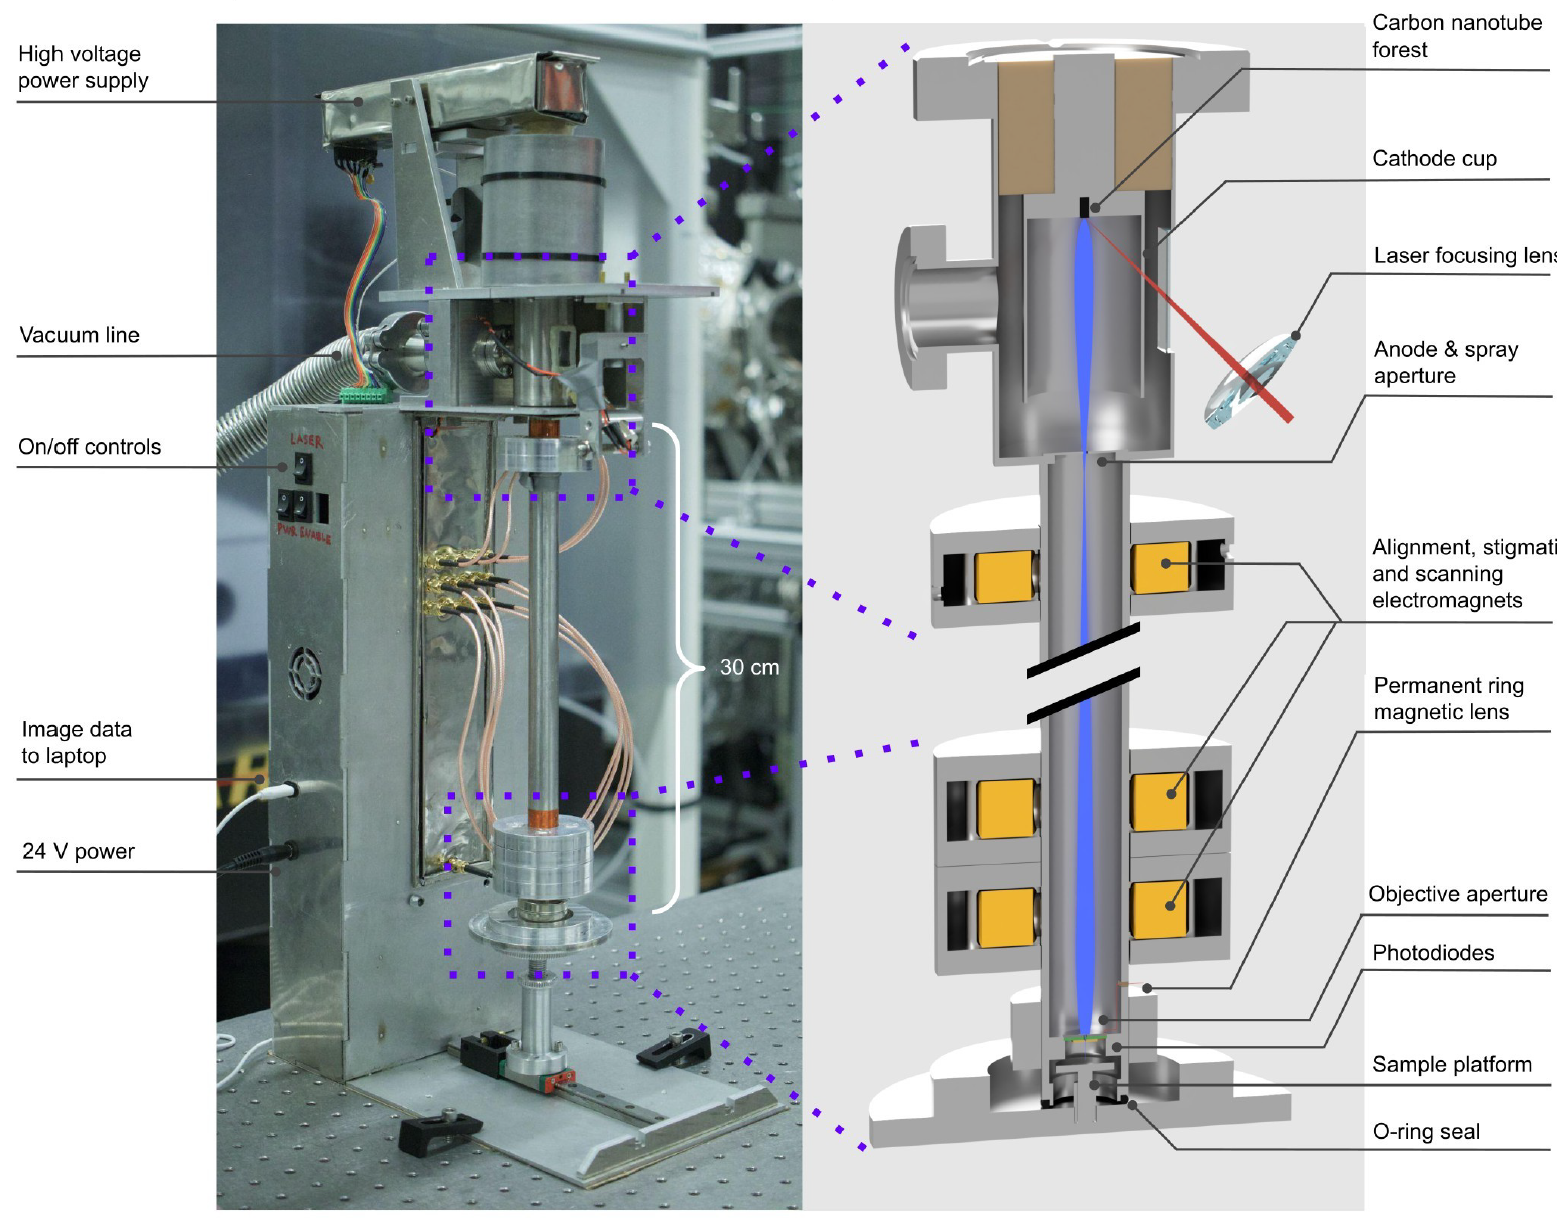 High voltage
power supply
Vacuum line
On/off controls
Image data
to laptop
24 V power
LASER
PWR ENABLE
30 cm
Carbon nanotube
forest
Cathode cup
Laser focusing lens
Anode & spray
aperture
Alignment, stigmati
and scanning
electromagnets
Permanent ring
magnetic lens
Objective aperture
Photodiodes
Sample platform
O-ring seal